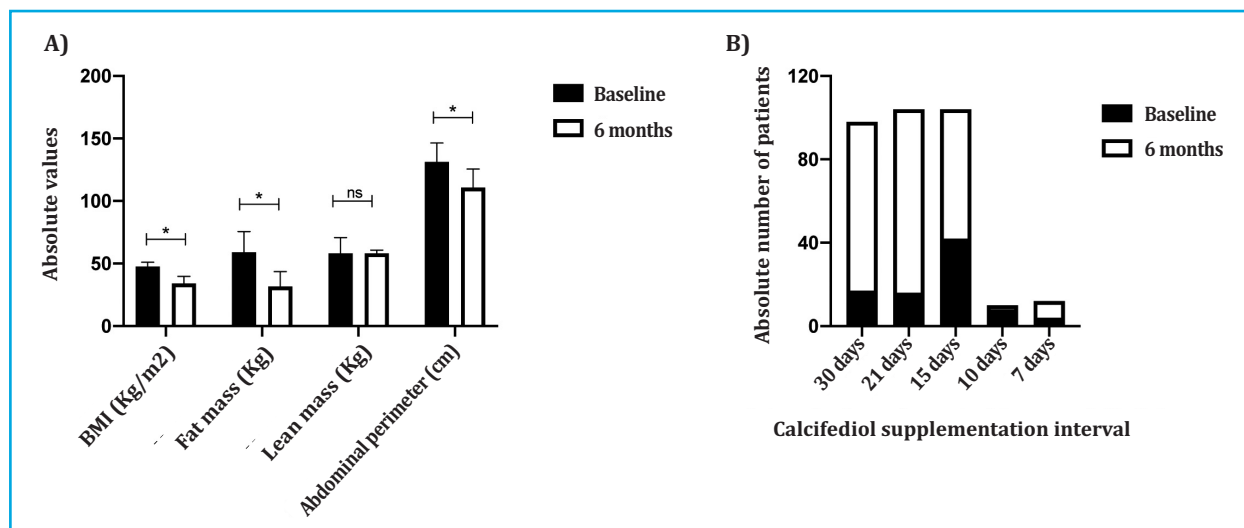 A)
Absolute values
200
150
100
50
0
*
*
ns
*
Baseline
6 months
BMI (Kg/m2)
Fat mass (Kg)
Lean mass (Kg)
Abdominal perimeter (cm)
B)
Absolute number of patients
120
80
40
0
Baseline
6 months
30 days
21 days
15 days
10 days
7 days
Calcifediol supplementation interval